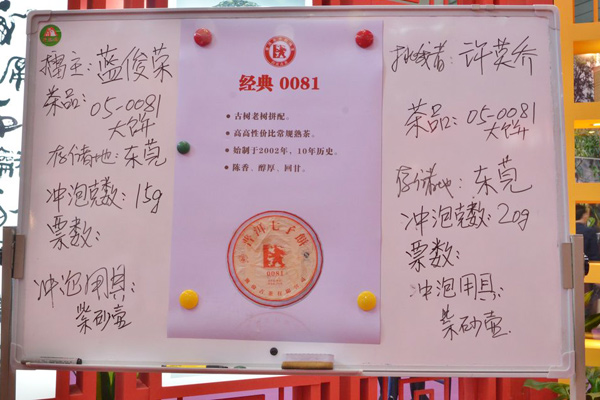 擂主:蓝俊荣
茶品:05-0081
大饼
存储地:东莞
冲泡克数:15g
票数:
冲泡用具:
紫砂壶
经典 0081
• 古树老树拼配。
• 高高性价比常规熟茶。
• 始制于2002年,10年历史。
• 陈香、醇厚、回甘。
普洱七子饼
0081
挑战者:许英乔
茶品:05-0081
大饼
存储地:东莞
冲泡克数:20g
票数:
冲泡用具:
紫砂壶